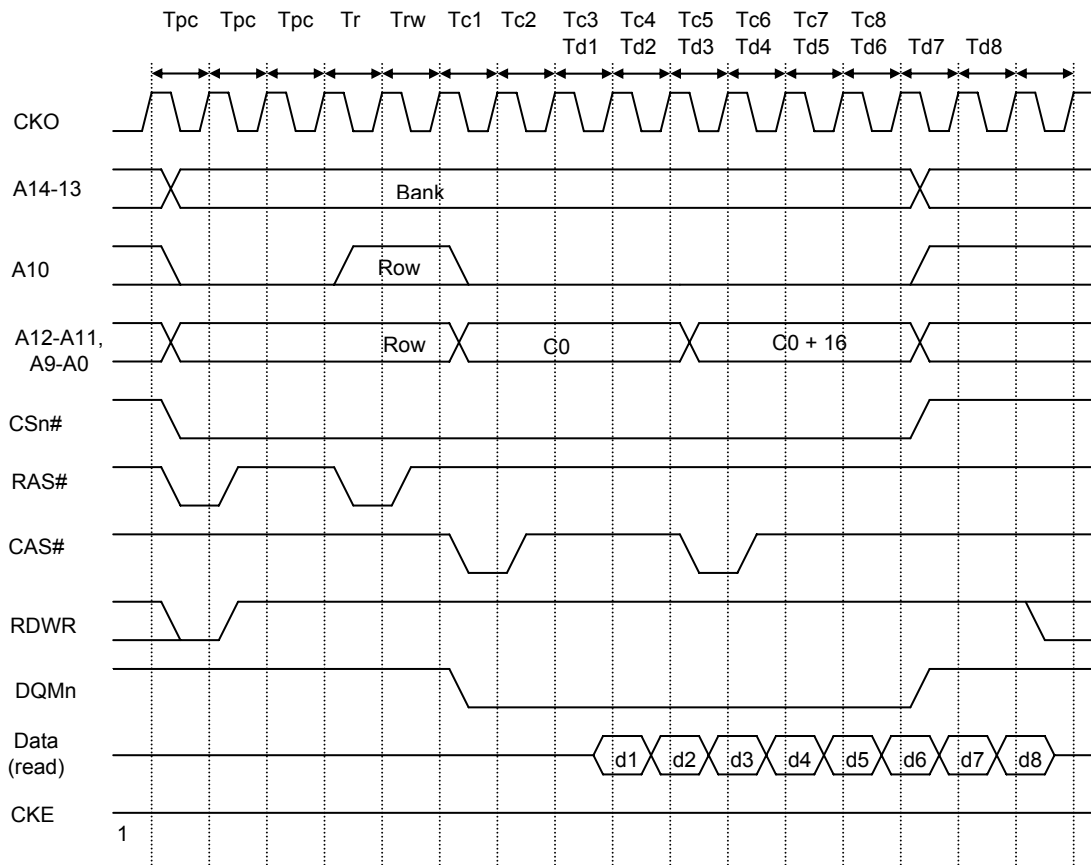 Tpc Tpc Tpc Tr Trw Tc1 Tc2 Tc3 Tc4 Tc5 Tc6 Tc7 Tc8
Td1 Td2 Td3 Td4 Td5 Td6 Td7 Td8
CKO
A14-13 Bank
A10 Row
A12-A11,
A9-A0 Row C0 C0 + 16
CSn#
RAS#
CAS#
RDWR
DQMn
Data
(read) d1 d2 d3 d4 d5 d6 d7 d8
CKE
1